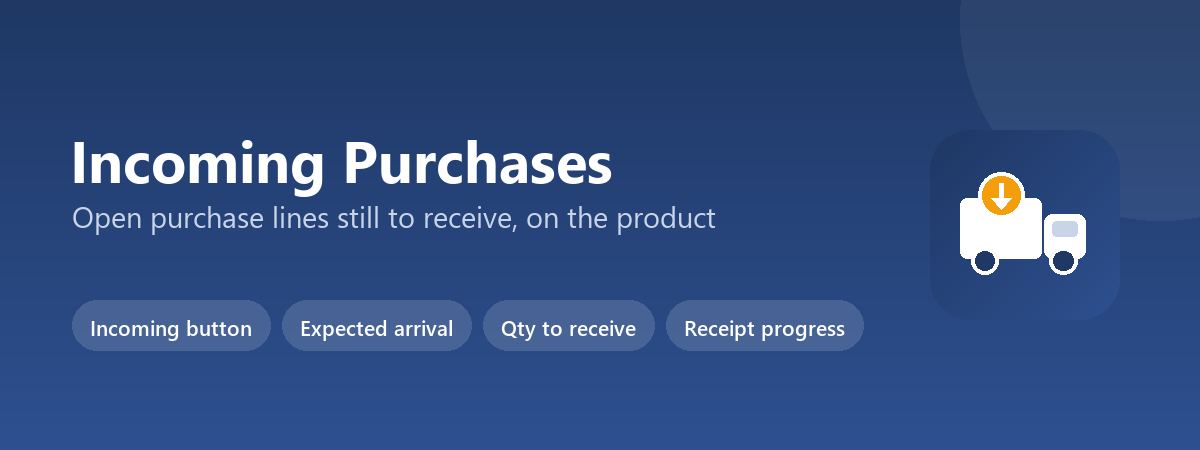 Incoming Purchases
Open purchase lines still to receive, on the product
Incoming button
Expected arrival
Qty to receive
Receipt progress